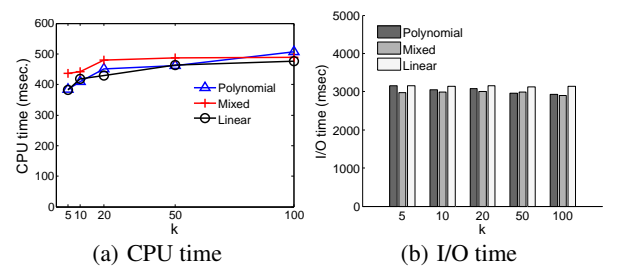 CPU time (msec.)
600
500
400
300
200
100
0
5 10 20 50 100
k
Polynomial
Mixed
Linear
(a) CPU time
I/O time (msec)
5000
4000
3000
2000
1000
0
5 10 20 50 100
k
Polynomial
Mixed
Linear
(b) I/O time